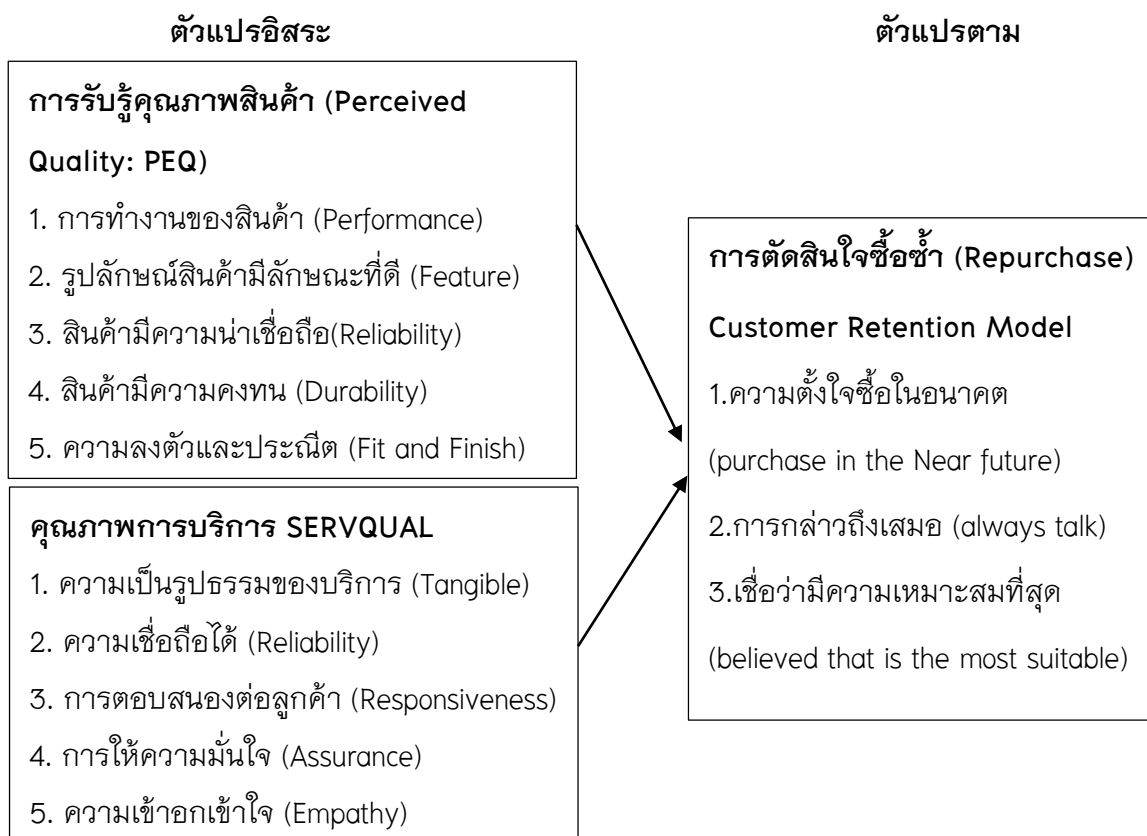 ตัวแปรอิสระ
ตัวแปรตาม
การรับรู้คุณภาพสินค้า (Perceived
Quality: PEQ)
1. การทำงานของสินค้า (Performance)
2. รูปลักษณ์สินค้ามีลักษณะที่ดี (Feature)
3. สินค้ามีความน่าเชื่อถือ(Reliability)
4. สินค้ามีความคงทน (Durability)
5. ความลงตัวและประณีต (Fit and Finish)
คุณภาพการบริการ SERVQUAL
1. ความเป็นรูปธรรมของบริการ (Tangible)
2. ความเชื่อถือได้ (Reliability)
3. การตอบสนองต่อลูกค้า (Responsiveness)
4. การให้ความมั่นใจ (Assurance)
5. ความเข้าอกเข้าใจ (Empathy)
การตัดสินใจซื้อซ้ำ (Repurchase)
Customer Retention Model
1.ความตั้งใจซื้อในอนาคต
(purchase in the Near future)
2.การกล่าวถึงเสมอ (always talk)
3.เชื่อว่ามีความเหมาะสมที่สุด
(believed that is the most suitable)